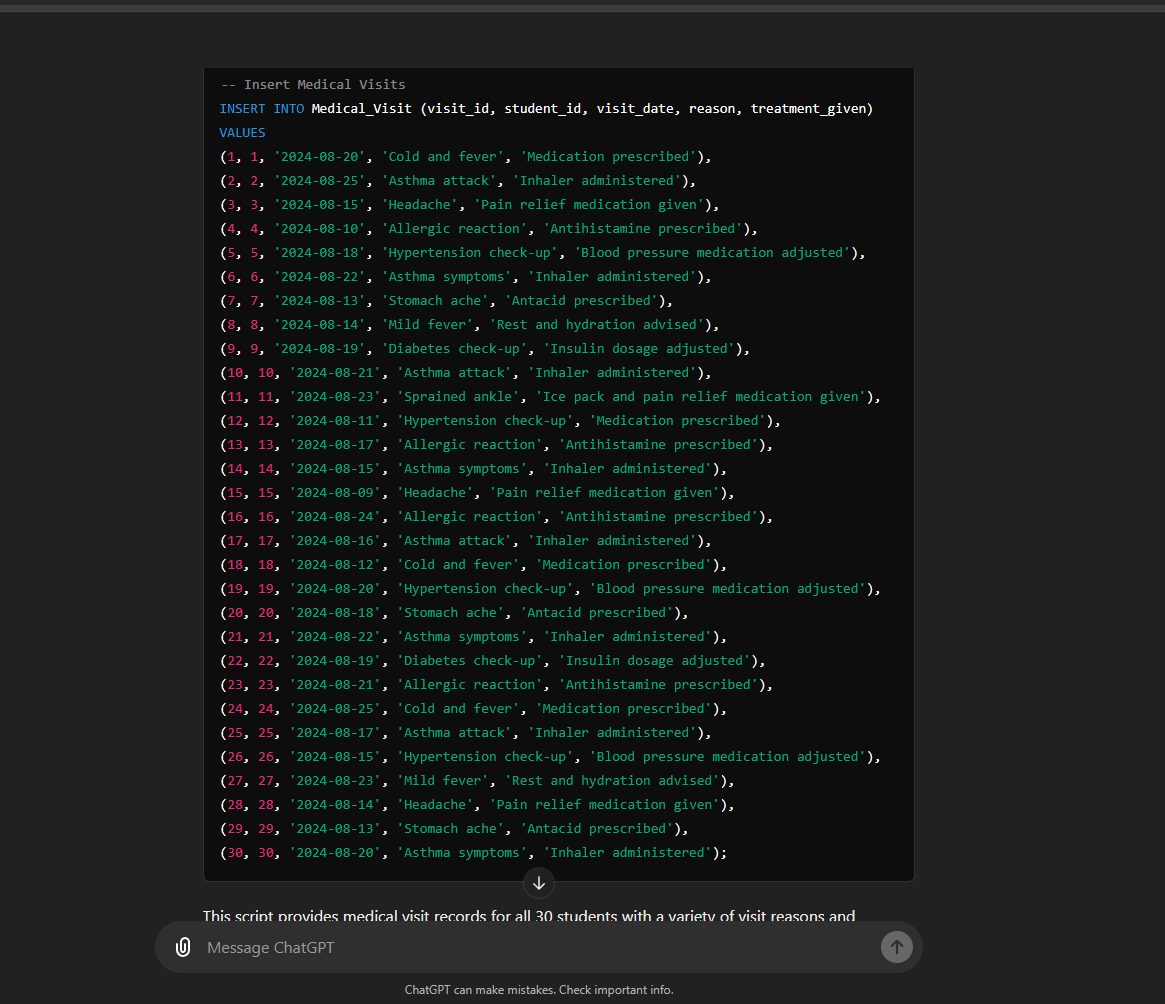 -- Insert Medical Visits
INSERT INTO Medical_Visit (visit_id, student_id, visit_date, reason, treatment_given)
VALUES
(1, 1, '2024-08-20', 'Cold and fever', 'Medication prescribed'),
(2, 2, '2024-08-25', 'Asthma attack', 'Inhaler administered'),
(3, 3, '2024-08-15', 'Headache', 'Pain relief medication given'),
(4, 4, '2024-08-10', 'Allergic reaction', 'Antihistamine prescribed'),
(5, 5, '2024-08-18', 'Hypertension check-up', 'Blood pressure medication adjusted'),
(6, 6, '2024-08-22', 'Asthma symptoms', 'Inhaler administered'),
(7, 7, '2024-08-13', 'Stomach ache', 'Antacid prescribed'),
(8, 8, '2024-08-14', 'Mild fever', 'Rest and hydration advised'),
(9, 9, '2024-08-19', 'Diabetes check-up', 'Insulin dosage adjusted'),
(10, 10, '2024-08-21', 'Asthma attack', 'Inhaler administered'),
(11, 11, '2024-08-23', 'Sprained ankle', 'Ice pack and pain relief medication given'),
(12, 12, '2024-08-11', 'Hypertension check-up', 'Medication prescribed'),
(13, 13, '2024-08-17', 'Allergic reaction', 'Antihistamine prescribed'),
(14, 14, '2024-08-15', 'Asthma symptoms', 'Inhaler administered'),
(15, 15, '2024-08-09', 'Headache', 'Pain relief medication given'),
(16, 16, '2024-08-24', 'Allergic reaction', 'Antihistamine prescribed'),
(17, 17, '2024-08-16', 'Asthma attack', 'Inhaler administered'),
(18, 18, '2024-08-12', 'Cold and fever', 'Medication prescribed'),
(19, 19, '2024-08-20', 'Hypertension check-up', 'Blood pressure medication adjusted'),
(20, 20, '2024-08-18', 'Stomach ache', 'Antacid prescribed'),
(21, 21, '2024-08-22', 'Asthma symptoms', 'Inhaler administered'),
(22, 22, '2024-08-19', 'Diabetes check-up', 'Insulin dosage adjusted'),
(23, 23, '2024-08-21', 'Allergic reaction', 'Antihistamine prescribed'),
(24, 24, '2024-08-25', 'Cold and fever', 'Medication prescribed'),
(25, 25, '2024-08-17', 'Asthma attack', 'Inhaler administered'),
(26, 26, '2024-08-15', 'Hypertension check-up', 'Blood pressure medication adjusted'),
(27, 27, '2024-08-23', 'Mild fever', 'Rest and hydration advised'),
(28, 28, '2024-08-14', 'Headache', 'Pain relief medication given'),
(29, 29, '2024-08-13', 'Stomach ache', 'Antacid prescribed'),
(30, 30, '2024-08-20', 'Asthma symptoms', 'Inhaler administered');
This script provides medical visit records for all 30 students with a variety of visit reasons and
Message ChatGPT
ChatGPT can make mistakes. Check important info.